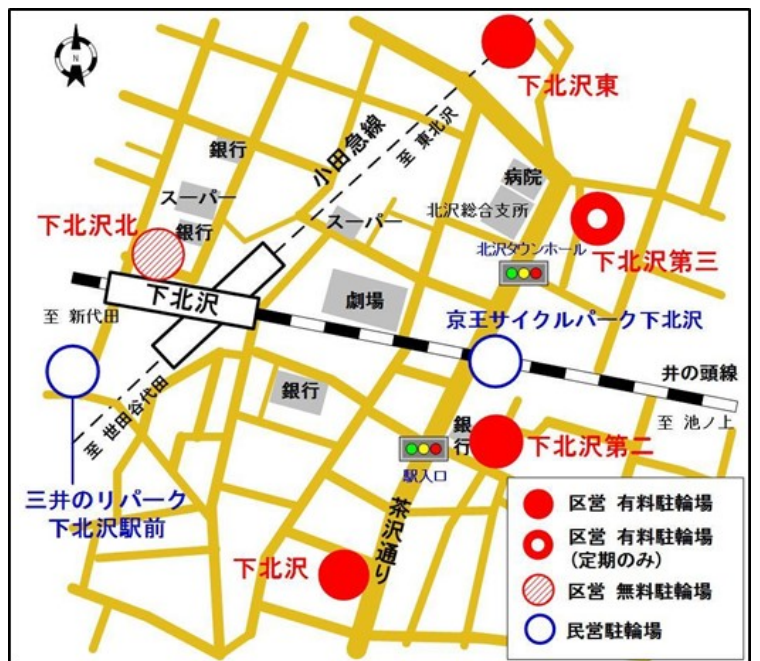 N
下北沢東
小田急線
至 東北沢
銀行
病院
スーパー
北沢総合支所
下北沢北
銀行
スーパー
北沢タウンホール
下北沢第三
下北沢
劇場
至 新代田
京王サイクルパーク下北沢
井の頭線
至 世田谷代田
銀行
至 池ノ上
銀行
下北沢第二
駅入口
三井のリパーク
下北沢駅前
茶沢通り
下北沢
区営 有料駐輪場
区営 有料駐輪場
(定期のみ)
区営 無料駐輪場
民営駐輪場